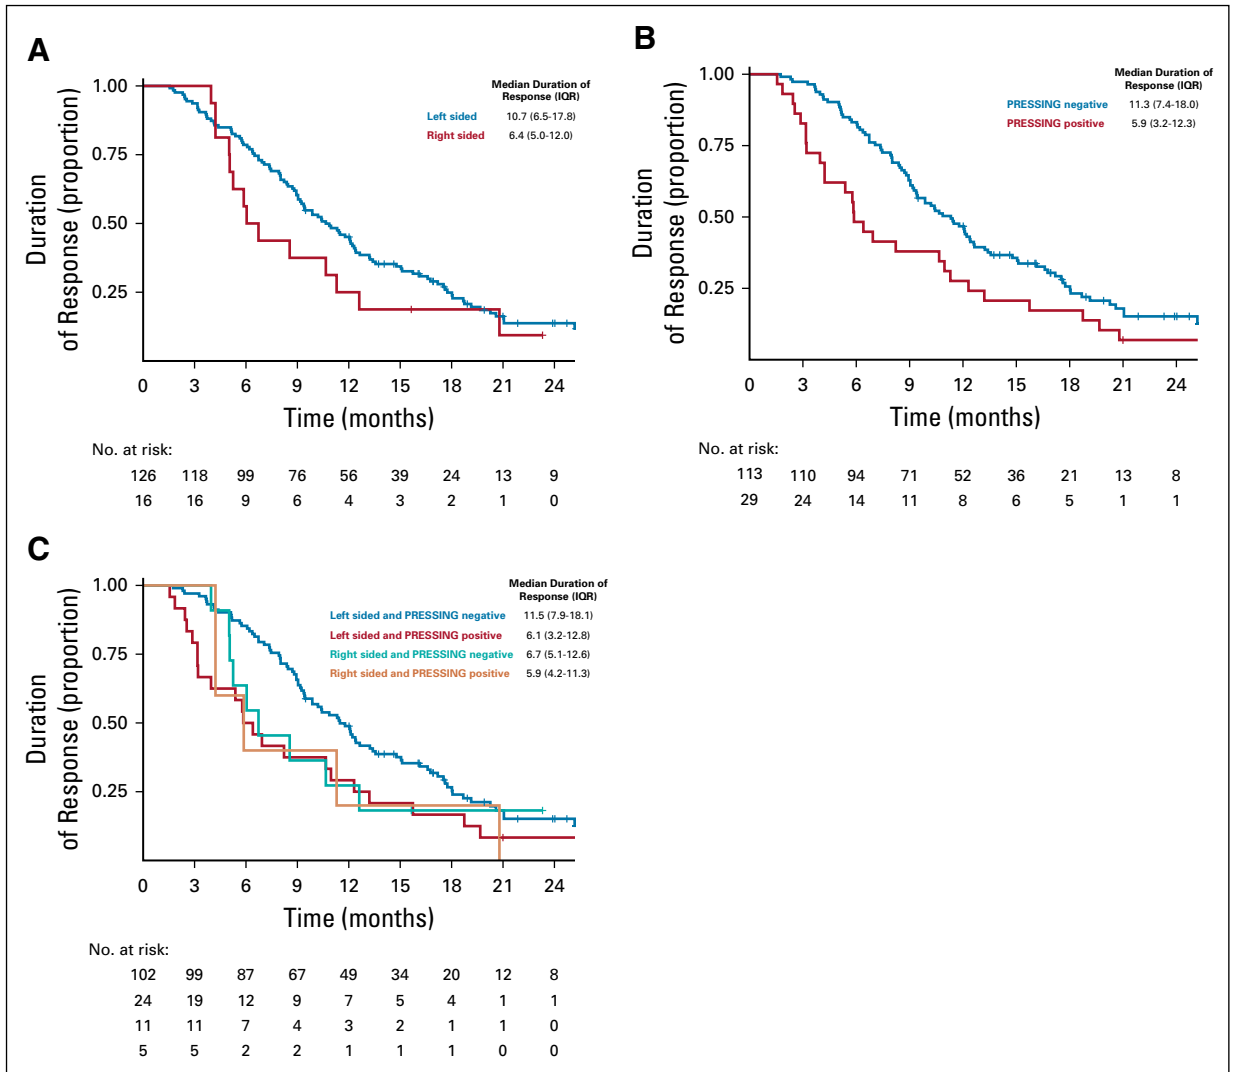 A
Duration
of Response (proportion)
1.00
0.75
0.50
0.25
Median Duration of
Response (IQR)
Left sided 10.7 (6.5-17.8)
Right sided 6.4 (5.0-12.0)
0 3 6 9 12 15 18 21 24
Time (months)
No. at risk:
126 118 99 76 56 39 24 13 9
16 16 9 6 4 3 2 1 0
B
Duration
of Response (proportion)
1.00
0.75
0.50
0.25
Median Duration of
Response (IQR)
PRESSING negative 11.3 (7.4-18.0)
PRESSING positive 5.9 (3.2-12.3)
0 3 6 9 12 15 18 21 24
Time (months)
No. at risk:
113 110 94 71 52 36 21 13 8
29 24 14 11 8 6 5 1 1
C
Duration
of Response (proportion)
1.00
0.75
0.50
0.25
Median Duration of
Response (IQR)
Left sided and PRESSING negative 11.5 (7.9-18.1)
Left sided and PRESSING positive 6.1 (3.2-12.8)
Right sided and PRESSING negative 6.7 (5.1-12.6)
Right sided and PRESSING positive 5.9 (4.2-11.3)
0 3 6 9 12 15 18 21 24
Time (months)
No. at risk:
102 99 87 67 49 34 20 12 8
24 19 12 9 7 5 4 1 1
11 11 7 4 3 2 1 1 0
5 5 2 2 1 1 1 0 0